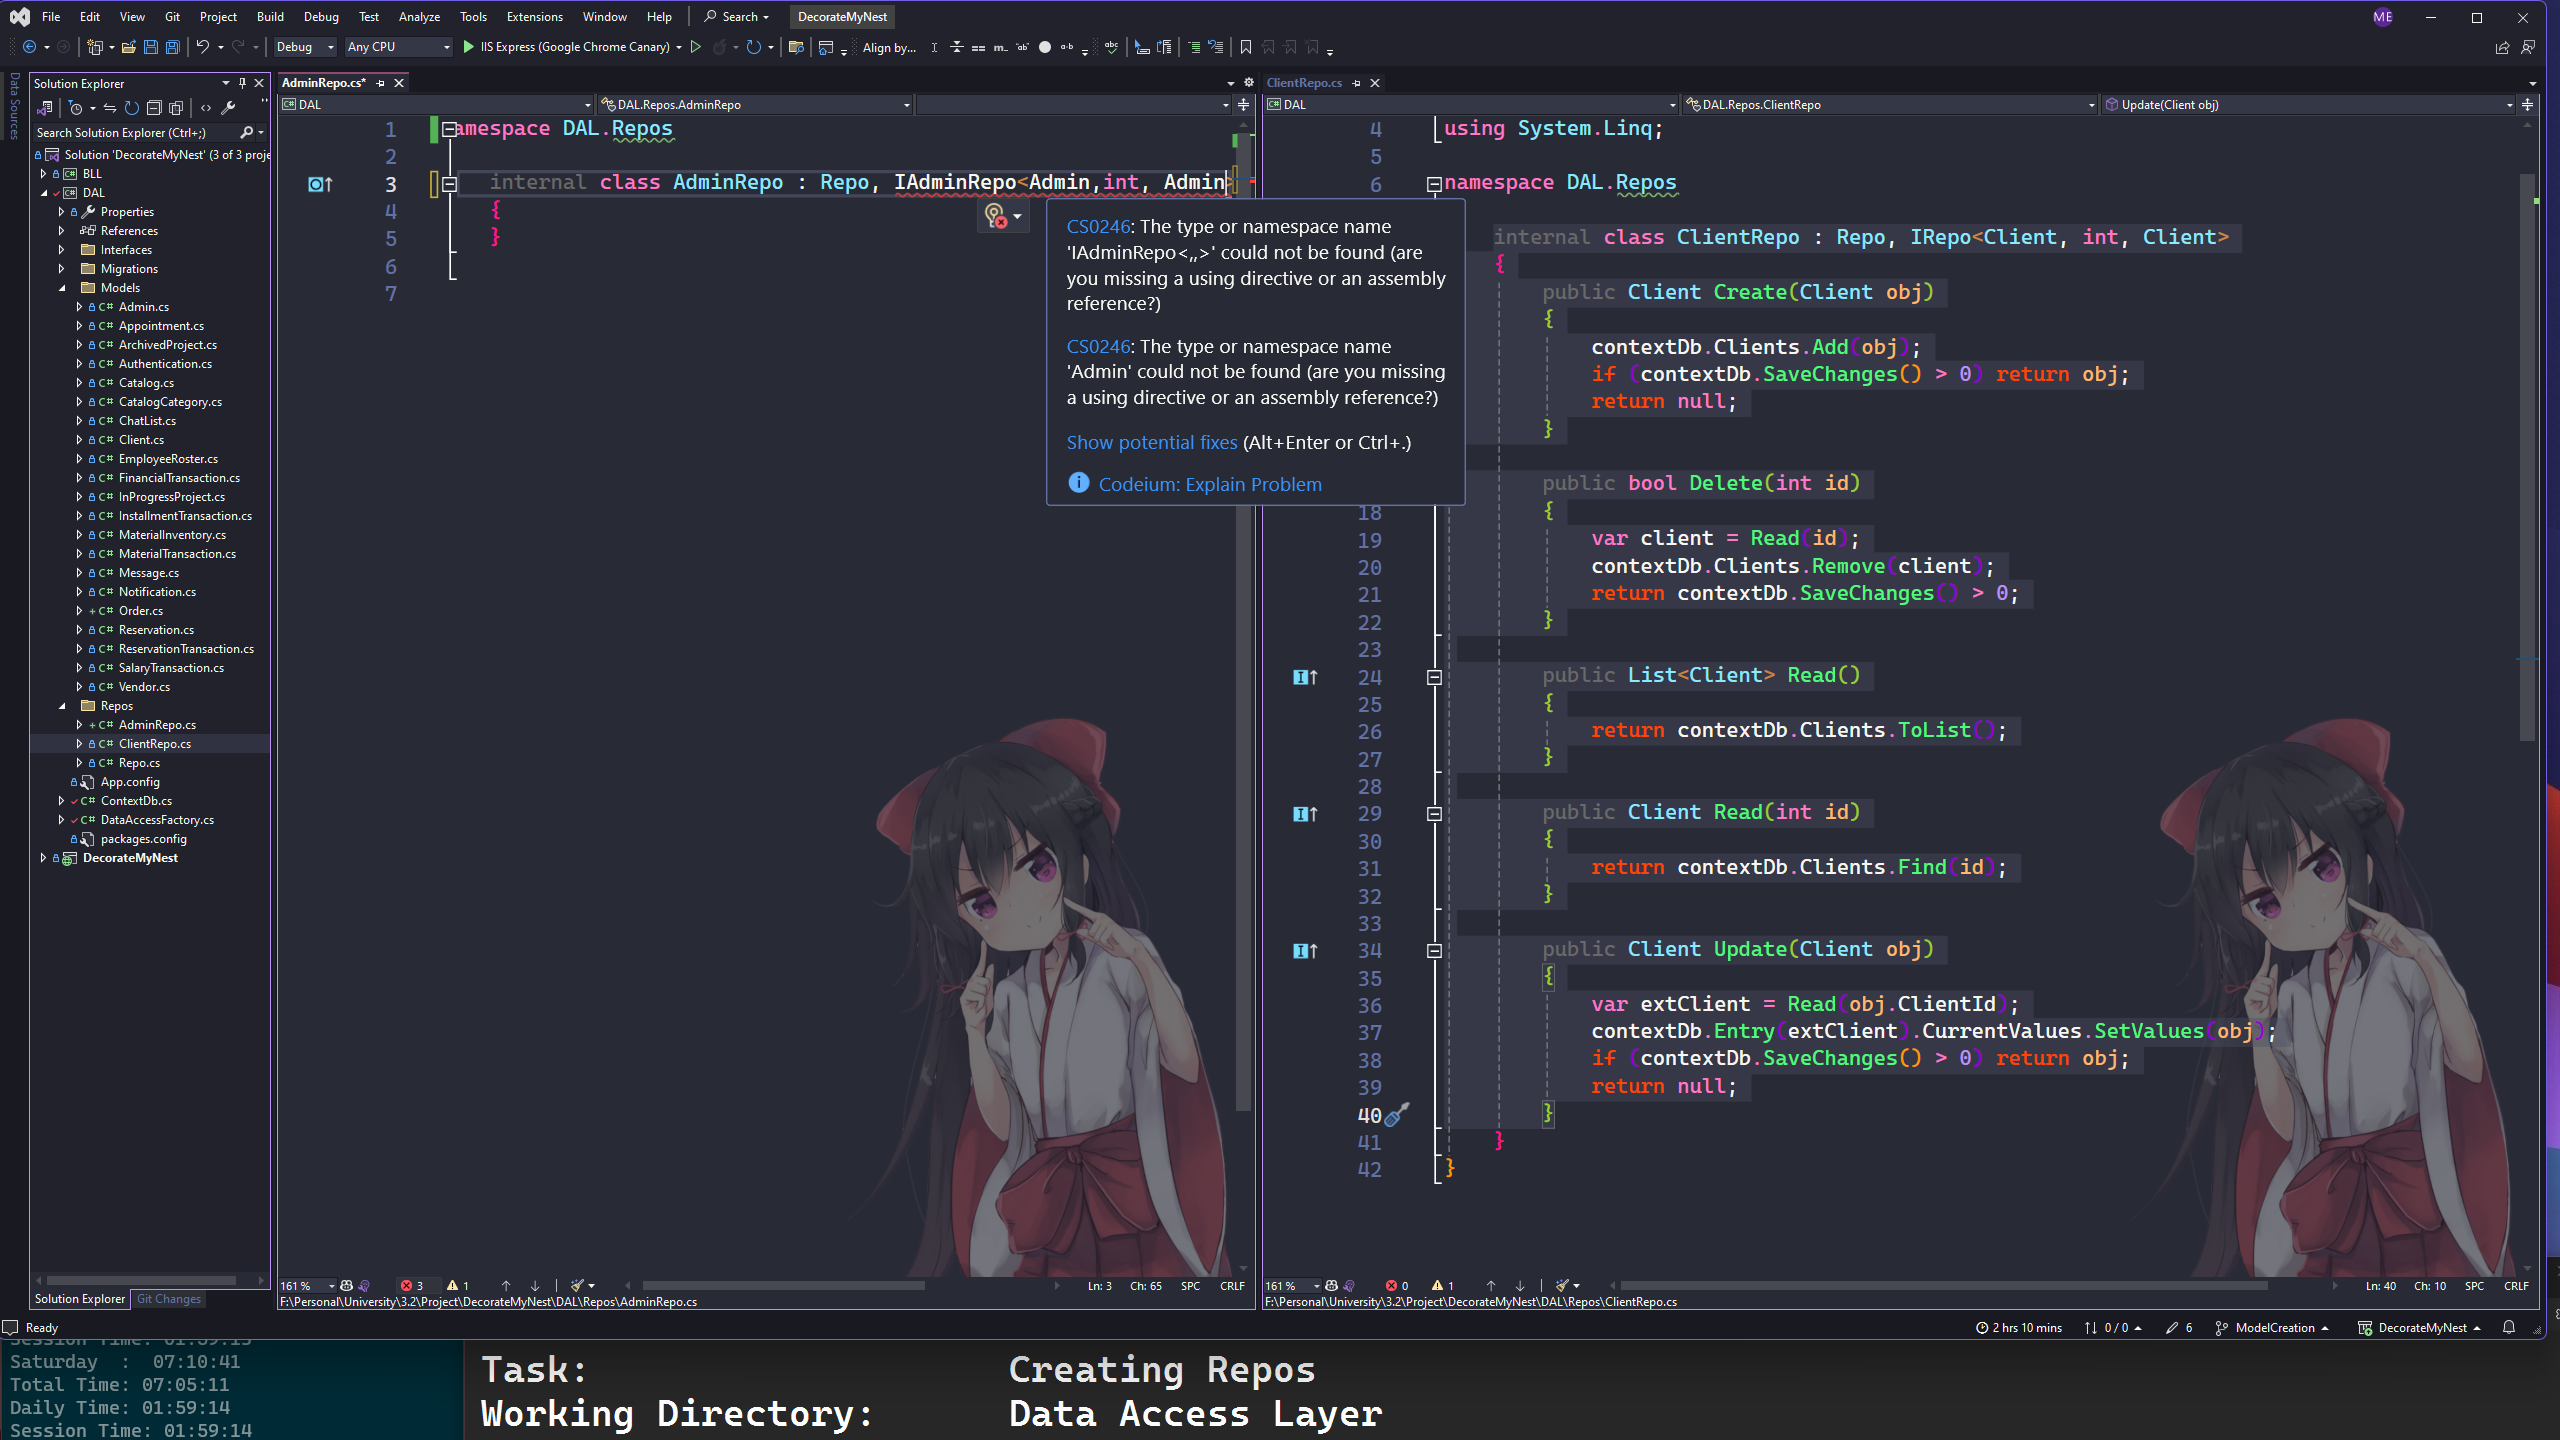 File Edit View Git Project Build Debug Test Analyze Tools Extensions Window Help Search DecorateMyNest ME
Debug Any CPU IIS Express (Google Chrome Canary) Align by...
Data Sources
Solution Explorer
Search Solution Explorer (Ctrl+;)
Solution 'DecorateMyNest' (3 of 3 proje
BLL
DAL
Properties
References
Interfaces
Migrations
Models
Admin.cs
Appointment.cs
ArchivedProject.cs
Authentication.cs
Catalog.cs
CatalogCategory.cs
ChatList.cs
Client.cs
EmployeeRoster.cs
FinancialTransaction.cs
InProgressProject.cs
InstallmentTransaction.cs
MaterialInventory.cs
MaterialTransaction.cs
Message.cs
Notification.cs
Order.cs
Reservation.cs
ReservationTransaction.cs
SalaryTransaction.cs
Vendor.cs
Repos
AdminRepo.cs
ClientRepo.cs
Repo.cs
App.config
ContextDb.cs
DataAccessFactory.cs
packages.config
DecorateMyNest
Solution Explorer Git Changes
AdminRepo.cs*
DAL DAL.Repos.AdminRepo
1 amespace DAL.Repos
2
3 internal class AdminRepo : Repo, IAdminRepo<Admin,int, Admin>
4 {
5 }
6
7
CS0246: The type or namespace name
'IAdminRepo<,,>' could not be found (are
you missing a using directive or an assembly
reference?)
CS0246: The type or namespace name
'Admin' could not be found (are you missing
a using directive or an assembly reference?)
Show potential fixes (Alt+Enter or Ctrl+.)
Codeium: Explain Problem
161 % 3 1 Ln: 3 Ch: 65 SPC CRLF
F:\Personal\University\3.2\Project\DecorateMyNest\DAL\Repos\AdminRepo.cs
ClientRepo.cs
DAL DAL.Repos.ClientRepo Update(Client obj)
4 using System.Linq;
5
6 namespace DAL.Repos
internal class ClientRepo : Repo, IRepo<Client, int, Client>
{
public Client Create(Client obj)
{
contextDb.Clients.Add(obj);
if (contextDb.SaveChanges() > 0) return obj;
return null;
}
public bool Delete(int id)
18 {
19 var client = Read(id);
20 contextDb.Clients.Remove(client);
21 return contextDb.SaveChanges() > 0;
22 }
23
24 public List<Client> Read()
25 {
26 return contextDb.Clients.ToList();
27 }
28
29 public Client Read(int id)
30 {
31 return contextDb.Clients.Find(id);
32 }
33
34 public Client Update(Client obj)
35 {
36 var extClient = Read(obj.ClientId);
37 contextDb.Entry(extClient).CurrentValues.SetValues(obj);
38 if (contextDb.SaveChanges() > 0) return obj;
39 return null;
40 }
41 }
42 }
161 % 0 1 Ln: 40 Ch: 10 SPC CRLF
F:\Personal\University\3.2\Project\DecorateMyNest\DAL\Repos\ClientRepo.cs
Ready 2 hrs 10 mins 0 / 0 6 ModelCreation DecorateMyNest
Session Time: 01:59:13
Saturday : 07:10:41
Total Time: 07:05:11
Daily Time: 01:59:14
Session Time: 01:59:14
Task: Creating Repos
Working Directory: Data Access Layer